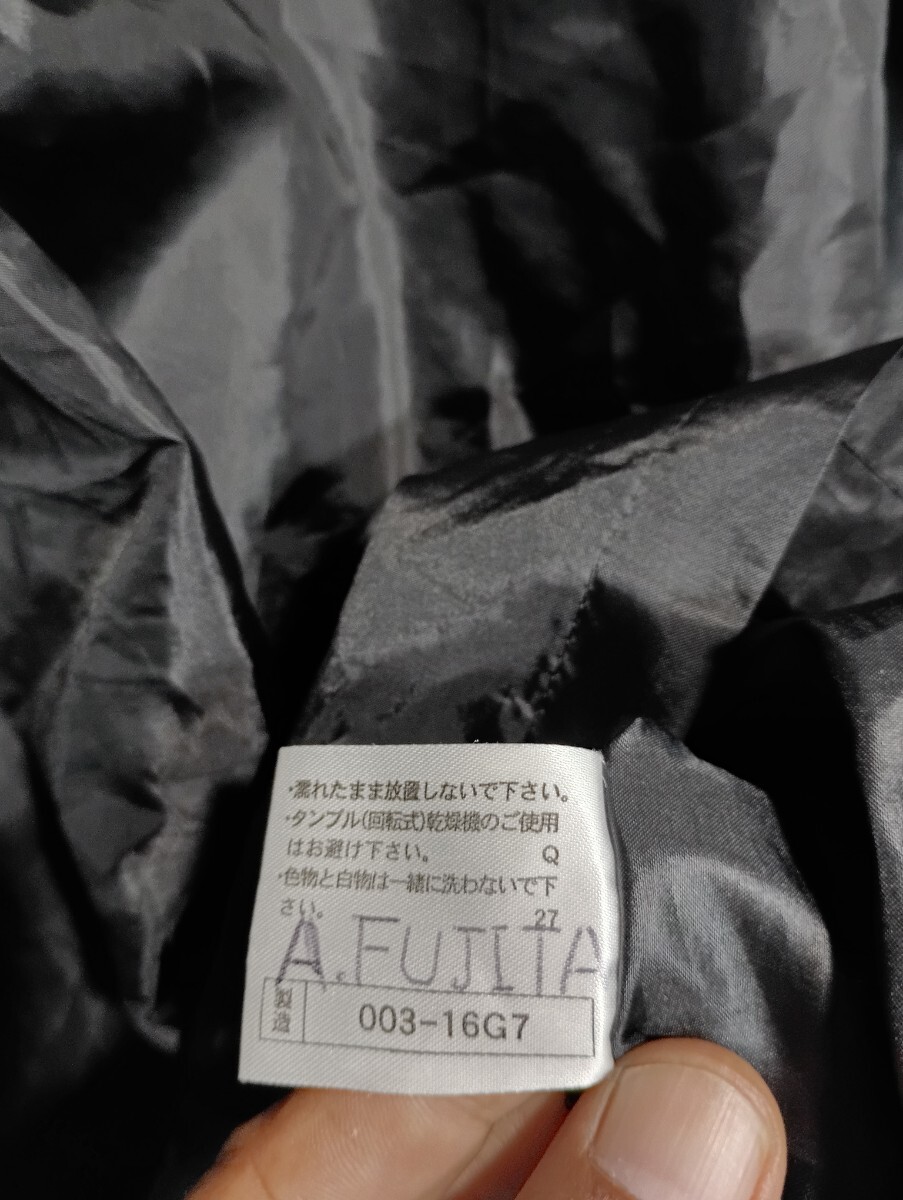 ・濡れたまま放置しないで下さい。
・タンブル(回転式)乾燥機のご使用
はお避け下さい。 Q
・色物と白物は一緒に洗わないで下
さい。 27
A.FUJITA
製造 003-16G7